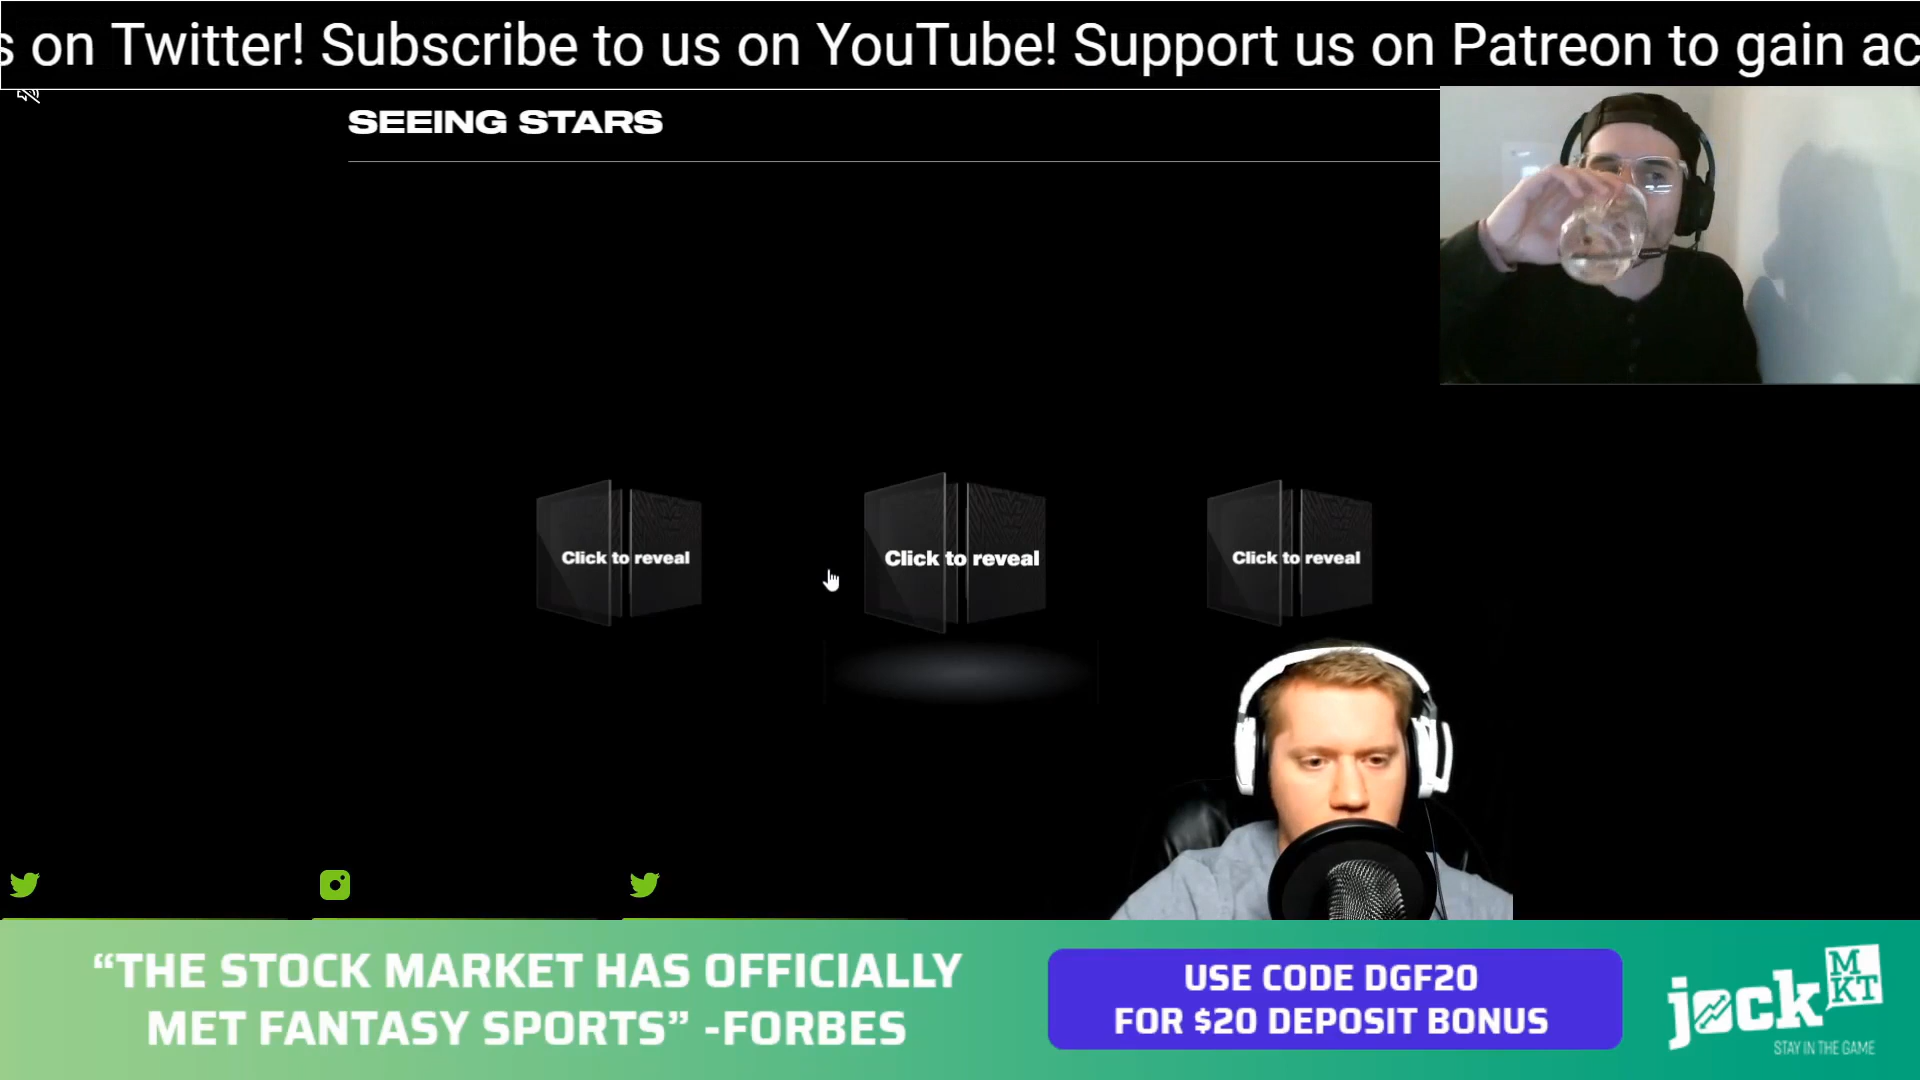 s on Twitter! Subscribe to us on YouTube! Support us on Patreon to gain ac
SEEING STARS
Click to reveal
Click to reveal
Click to reveal
“THE STOCK MARKET HAS OFFICIALLY
MET FANTASY SPORTS” -FORBES
USE CODE DGF20
FOR $20 DEPOSIT BONUS
jock
MKT
STAY IN THE GAME